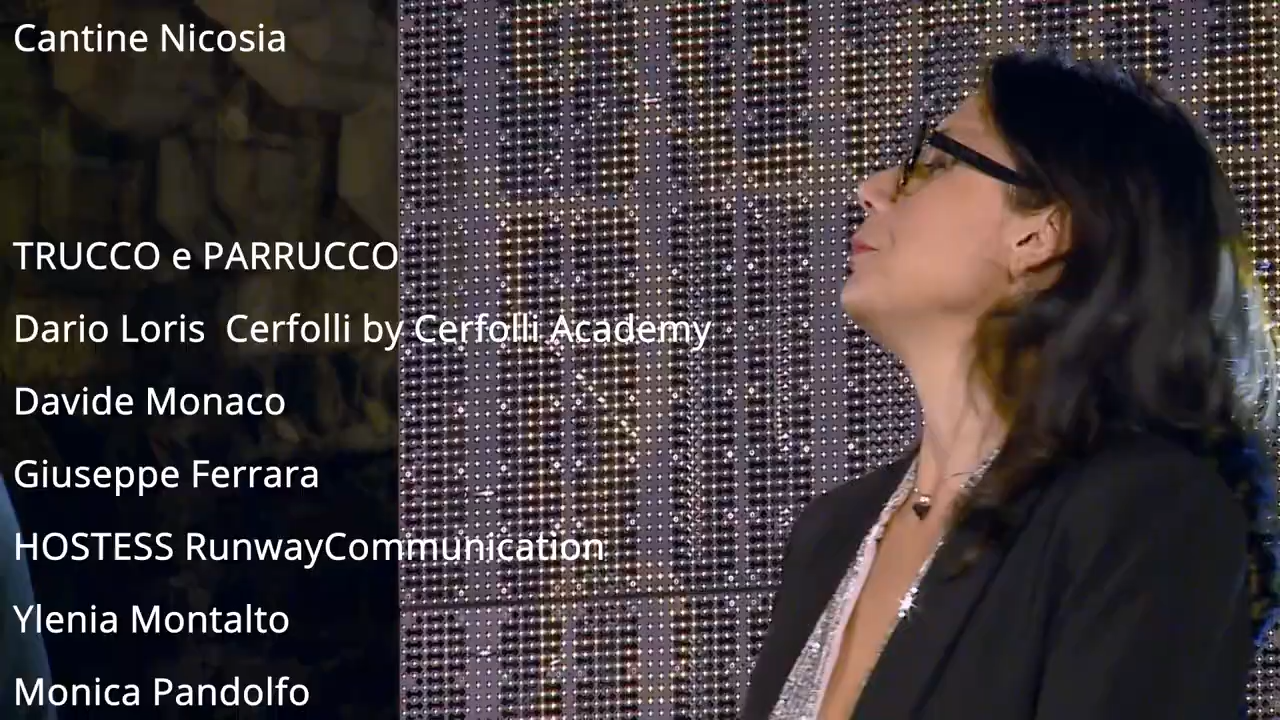 Cantine Nicosia
TRUCCO e PARRUCCO
Dario Loris  Cerfolli by Cerfolli Academy
Davide Monaco
Giuseppe Ferrara
HOSTESS RunwayCommunication
Ylenia Montalto
Monica Pandolfo